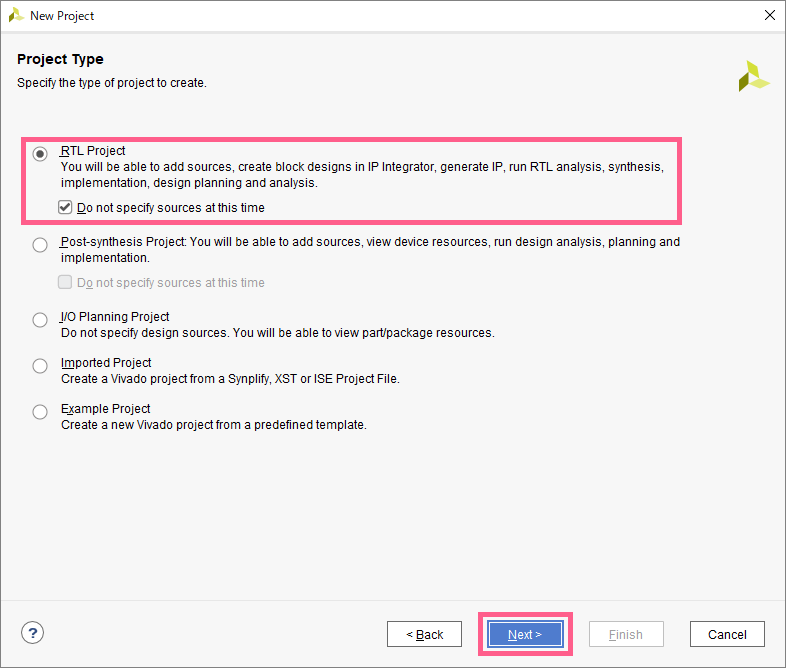 New Project
Project Type
Specify the type of project to create.
RTL Project
You will be able to add sources, create block designs in IP Integrator, generate IP, run RTL analysis, synthesis,
implementation, design planning and analysis.
Do not specify sources at this time
Post-synthesis Project: You will be able to add sources, view device resources, run design analysis, planning and
implementation.
Do not specify sources at this time
I/O Planning Project
Do not specify design sources. You will be able to view part/package resources.
Imported Project
Create a Vivado project from a Synplify, XST or ISE Project File.
Example Project
Create a new Vivado project from a predefined template.
? < Back Next > Finish Cancel